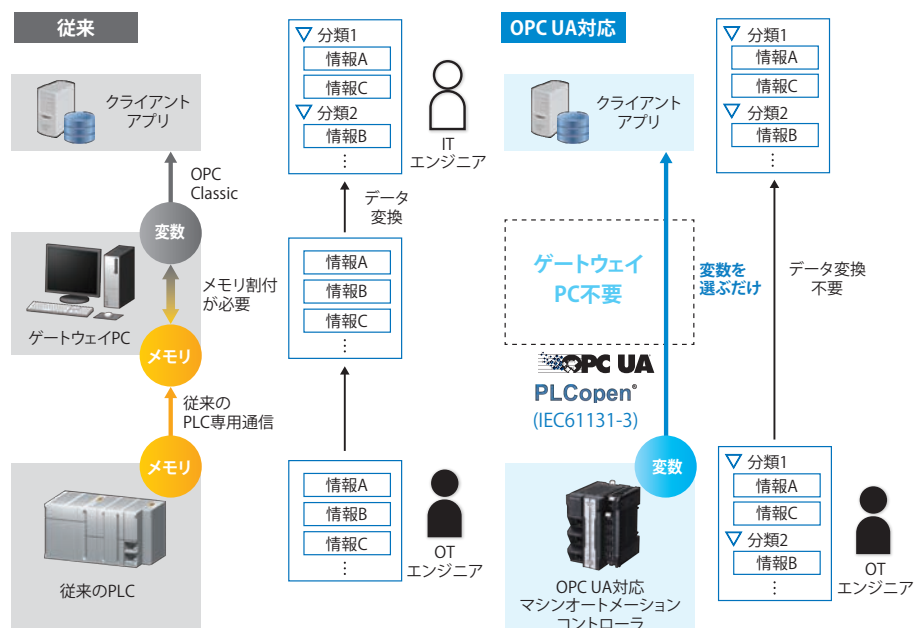 従来
クライアント
アプリ
OPC
Classic
変数
メモリ割付
が必要
ゲートウェイPC
メモリ
従来の
PLC専用通信
メモリ
従来のPLC
分類1
情報A
情報C
分類2
情報B
⋮
IT
エンジニア
データ
変換
情報A
情報B
情報C
⋮
情報A
情報B
情報C
⋮
OT
エンジニア
OPC UA対応
クライアント
アプリ
ゲートウェイ
PC不要
変数を
選ぶだけ
OPC UA
PLCopen®
(IEC61131-3)
変数
OPC UA対応
マシンオートメーション
コントローラ
分類1
情報A
情報C
分類2
情報B
⋮
データ変換
不要
分類1
情報A
情報C
分類2
情報B
⋮
OT
エンジニア